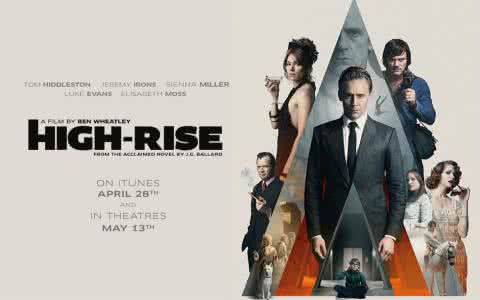 TOM HIDDLESTON JEREMY IRONS SIENNA MILLER
LUKE EVANS ELISABETH MOSS
A FILM BY BEN WHEATLEY
HIGH-RISE
FROM THE ACCLAIMED NOVEL BY J.G. BALLARD
ON ITUNES
APRIL 28TH
AND
IN THEATRES
MAY 13TH